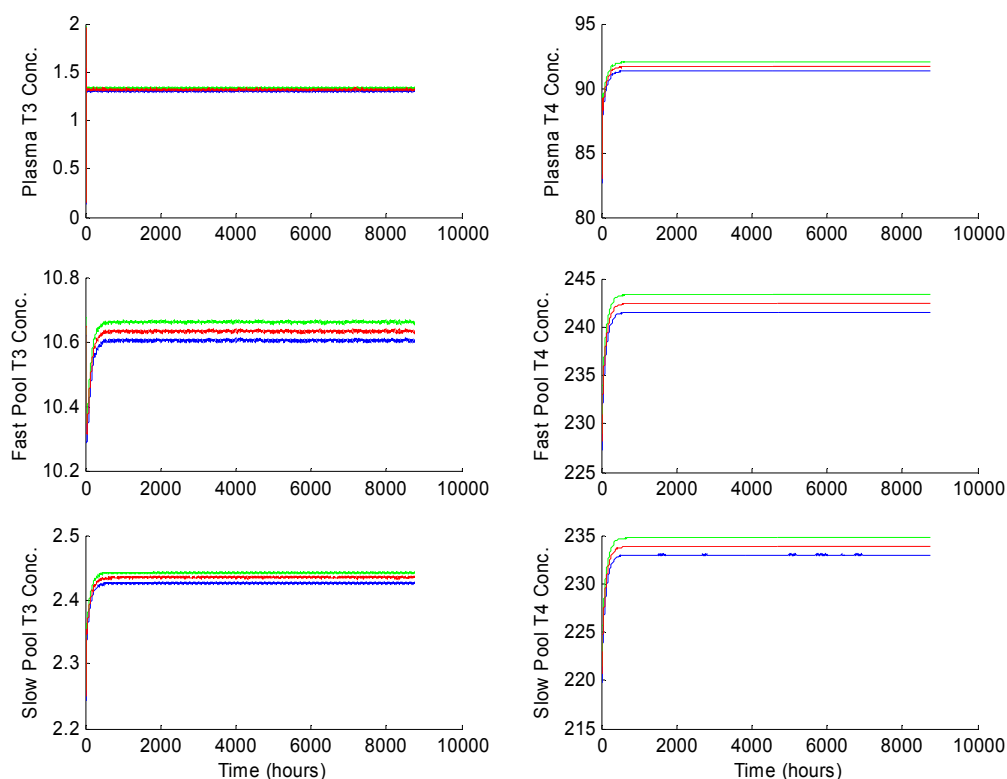 Plasma T3 Conc.
2
1.5
1
0.5
0
0 2000 4000 6000 8000 10000
Plasma T4 Conc.
95
90
85
80
0 2000 4000 6000 8000 10000
Fast Pool T3 Conc.
10.8
10.6
10.4
10.2
0 2000 4000 6000 8000 10000
Fast Pool T4 Conc.
245
240
235
230
225
0 2000 4000 6000 8000 10000
Slow Pool T3 Conc.
2.5
2.4
2.3
2.2
0 2000 4000 6000 8000 10000
Time (hours)
Slow Pool T4 Conc.
235
230
225
220
215
0 2000 4000 6000 8000 10000
Time (hours)